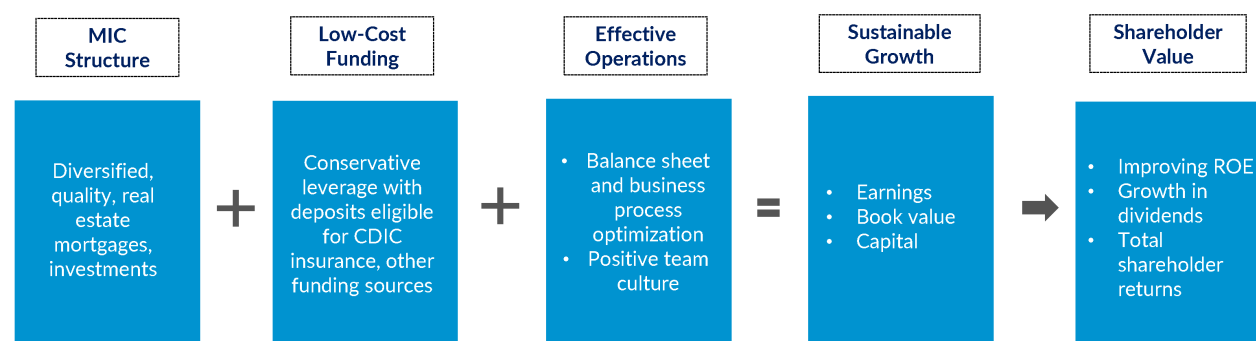 MIC
Structure
Low-Cost
Funding
Effective
Operations
Sustainable
Growth
Shareholder
Value
Diversified,
quality, real
estate
mortgages,
investments
+
Conservative
leverage with
deposits eligible
for CDIC
insurance, other
funding sources
+
• Balance sheet
and business
process
optimization
• Positive team
culture
=
• Earnings
• Book value
• Capital
• Improving ROE
• Growth in
dividends
• Total
shareholder
returns